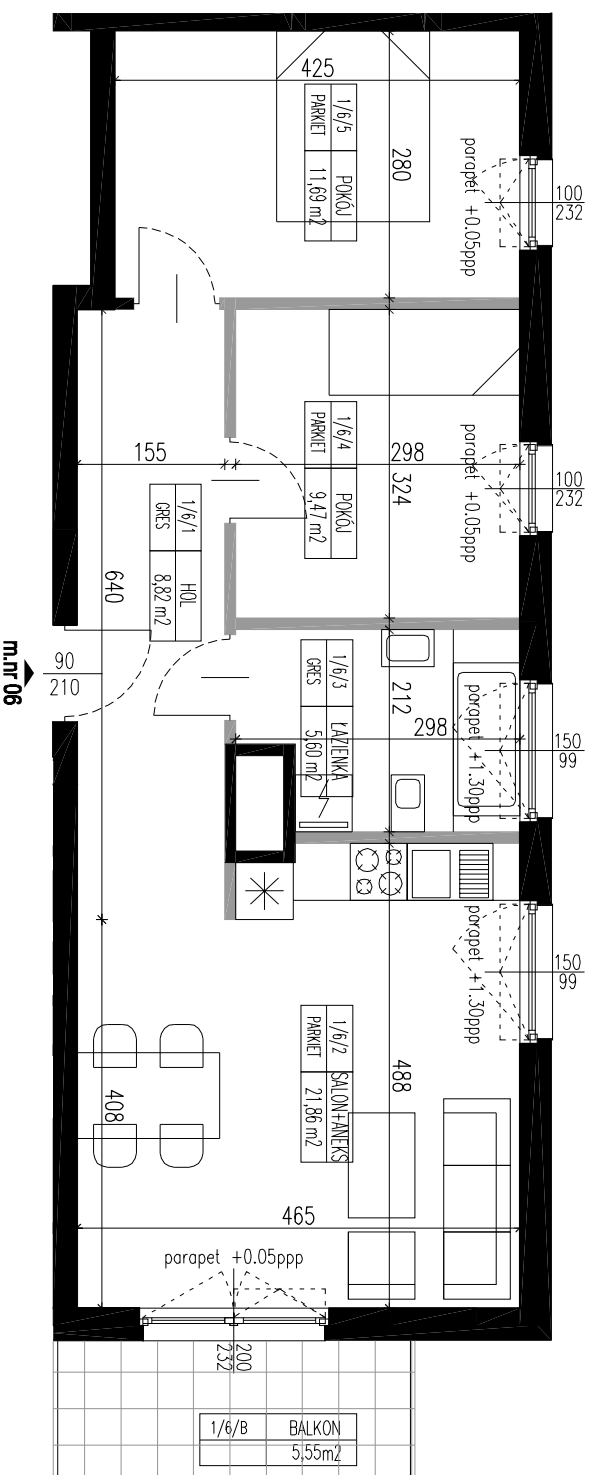 425
1/6/5 POKÓJ
PARKIET 11,69 m2
280
parapet +0.05ppp
100
232
155
298
324
1/6/4 POKÓJ
PARKIET 9,47 m2
parapet +0.05ppp
100
232
1/6/1 HOL
GRES 8,82 m2
640
90
210
m.nr 06
1/6/3 ŁAZIENKA
GRES 5,60 m2
212
298
parapet +1.30ppp
150
99
parapet +1.30ppp
150
99
1/6/2 SALON+ANEKS
PARKIET 21,86 m2
488
408
465
parapet +0.05ppp
200
232
1/6/B BALKON
5,55m2